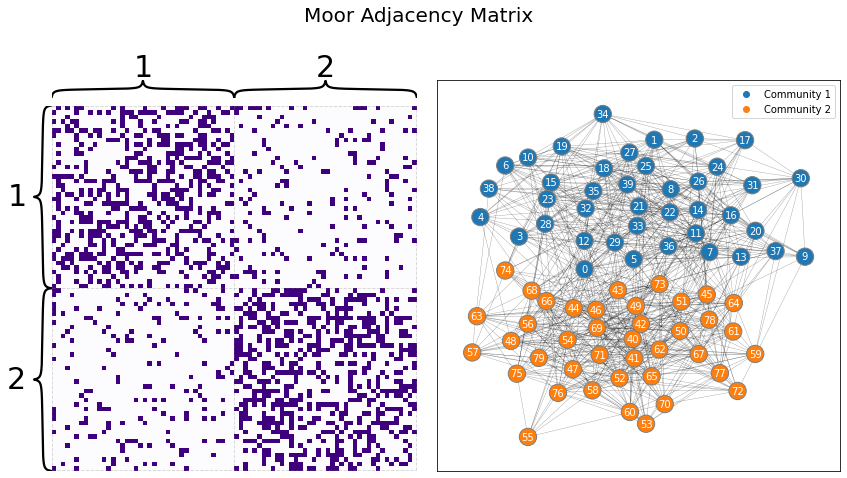 Moor Adjacency Matrix
1 2
1
2
Community 1
Community 2
34
1 2 17
19 27
10 25 24
6 18 26 30
15 39 8 31
38 35
23 32 21 22 14 16
4 28 33 20
3 12 29 36 11
5 7 13 37 9
0
74
68 43 73 45
66 44 46 49 51 64
63 56 69 42 78 61
48 54 40 50
57 79 71 41 62 67 59
75 47 52 65 77
76 58 72
60 70
53
55